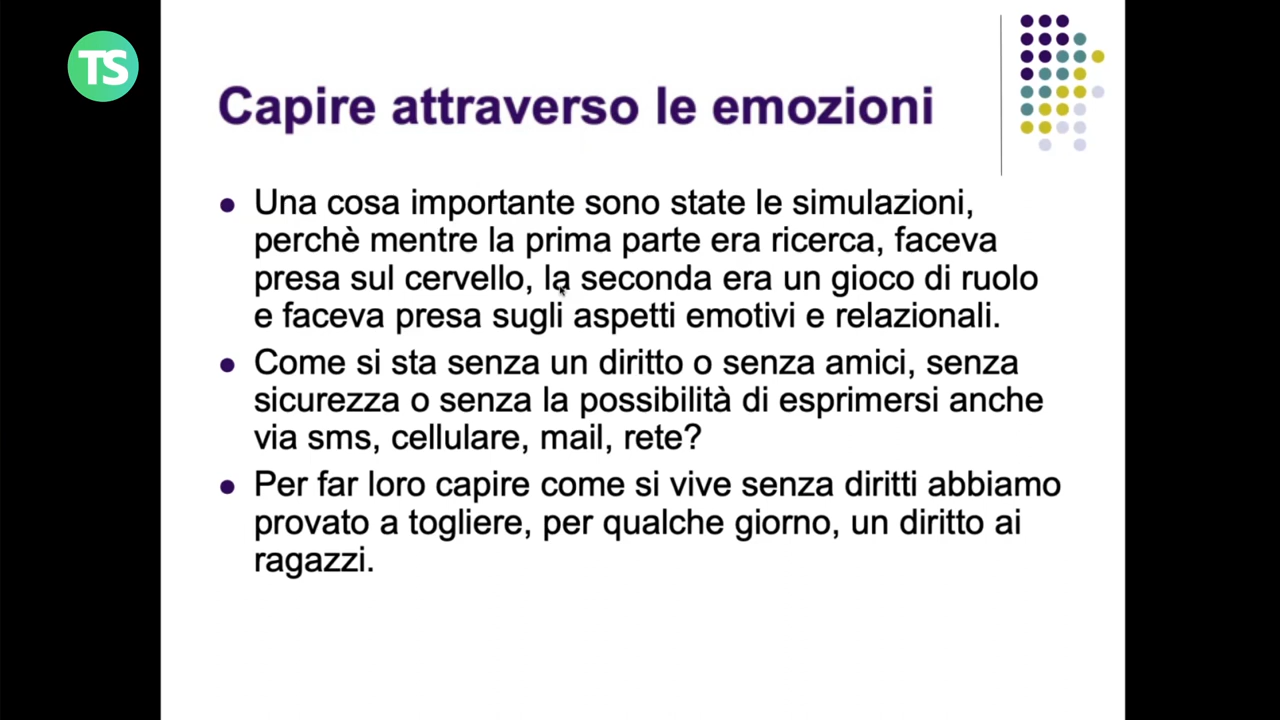 TS
Capire attraverso le emozioni
Una cosa importante sono state le simulazioni,
perchè mentre la prima parte era ricerca, faceva
presa sul cervello, la seconda era un gioco di ruolo
e faceva presa sugli aspetti emotivi e relazionali.
Come si sta senza un diritto o senza amici, senza
sicurezza o senza la possibilità di esprimersi anche
via sms, cellulare, mail, rete?
Per far loro capire come si vive senza diritti abbiamo
provato a togliere, per qualche giorno, un diritto ai
ragazzi.